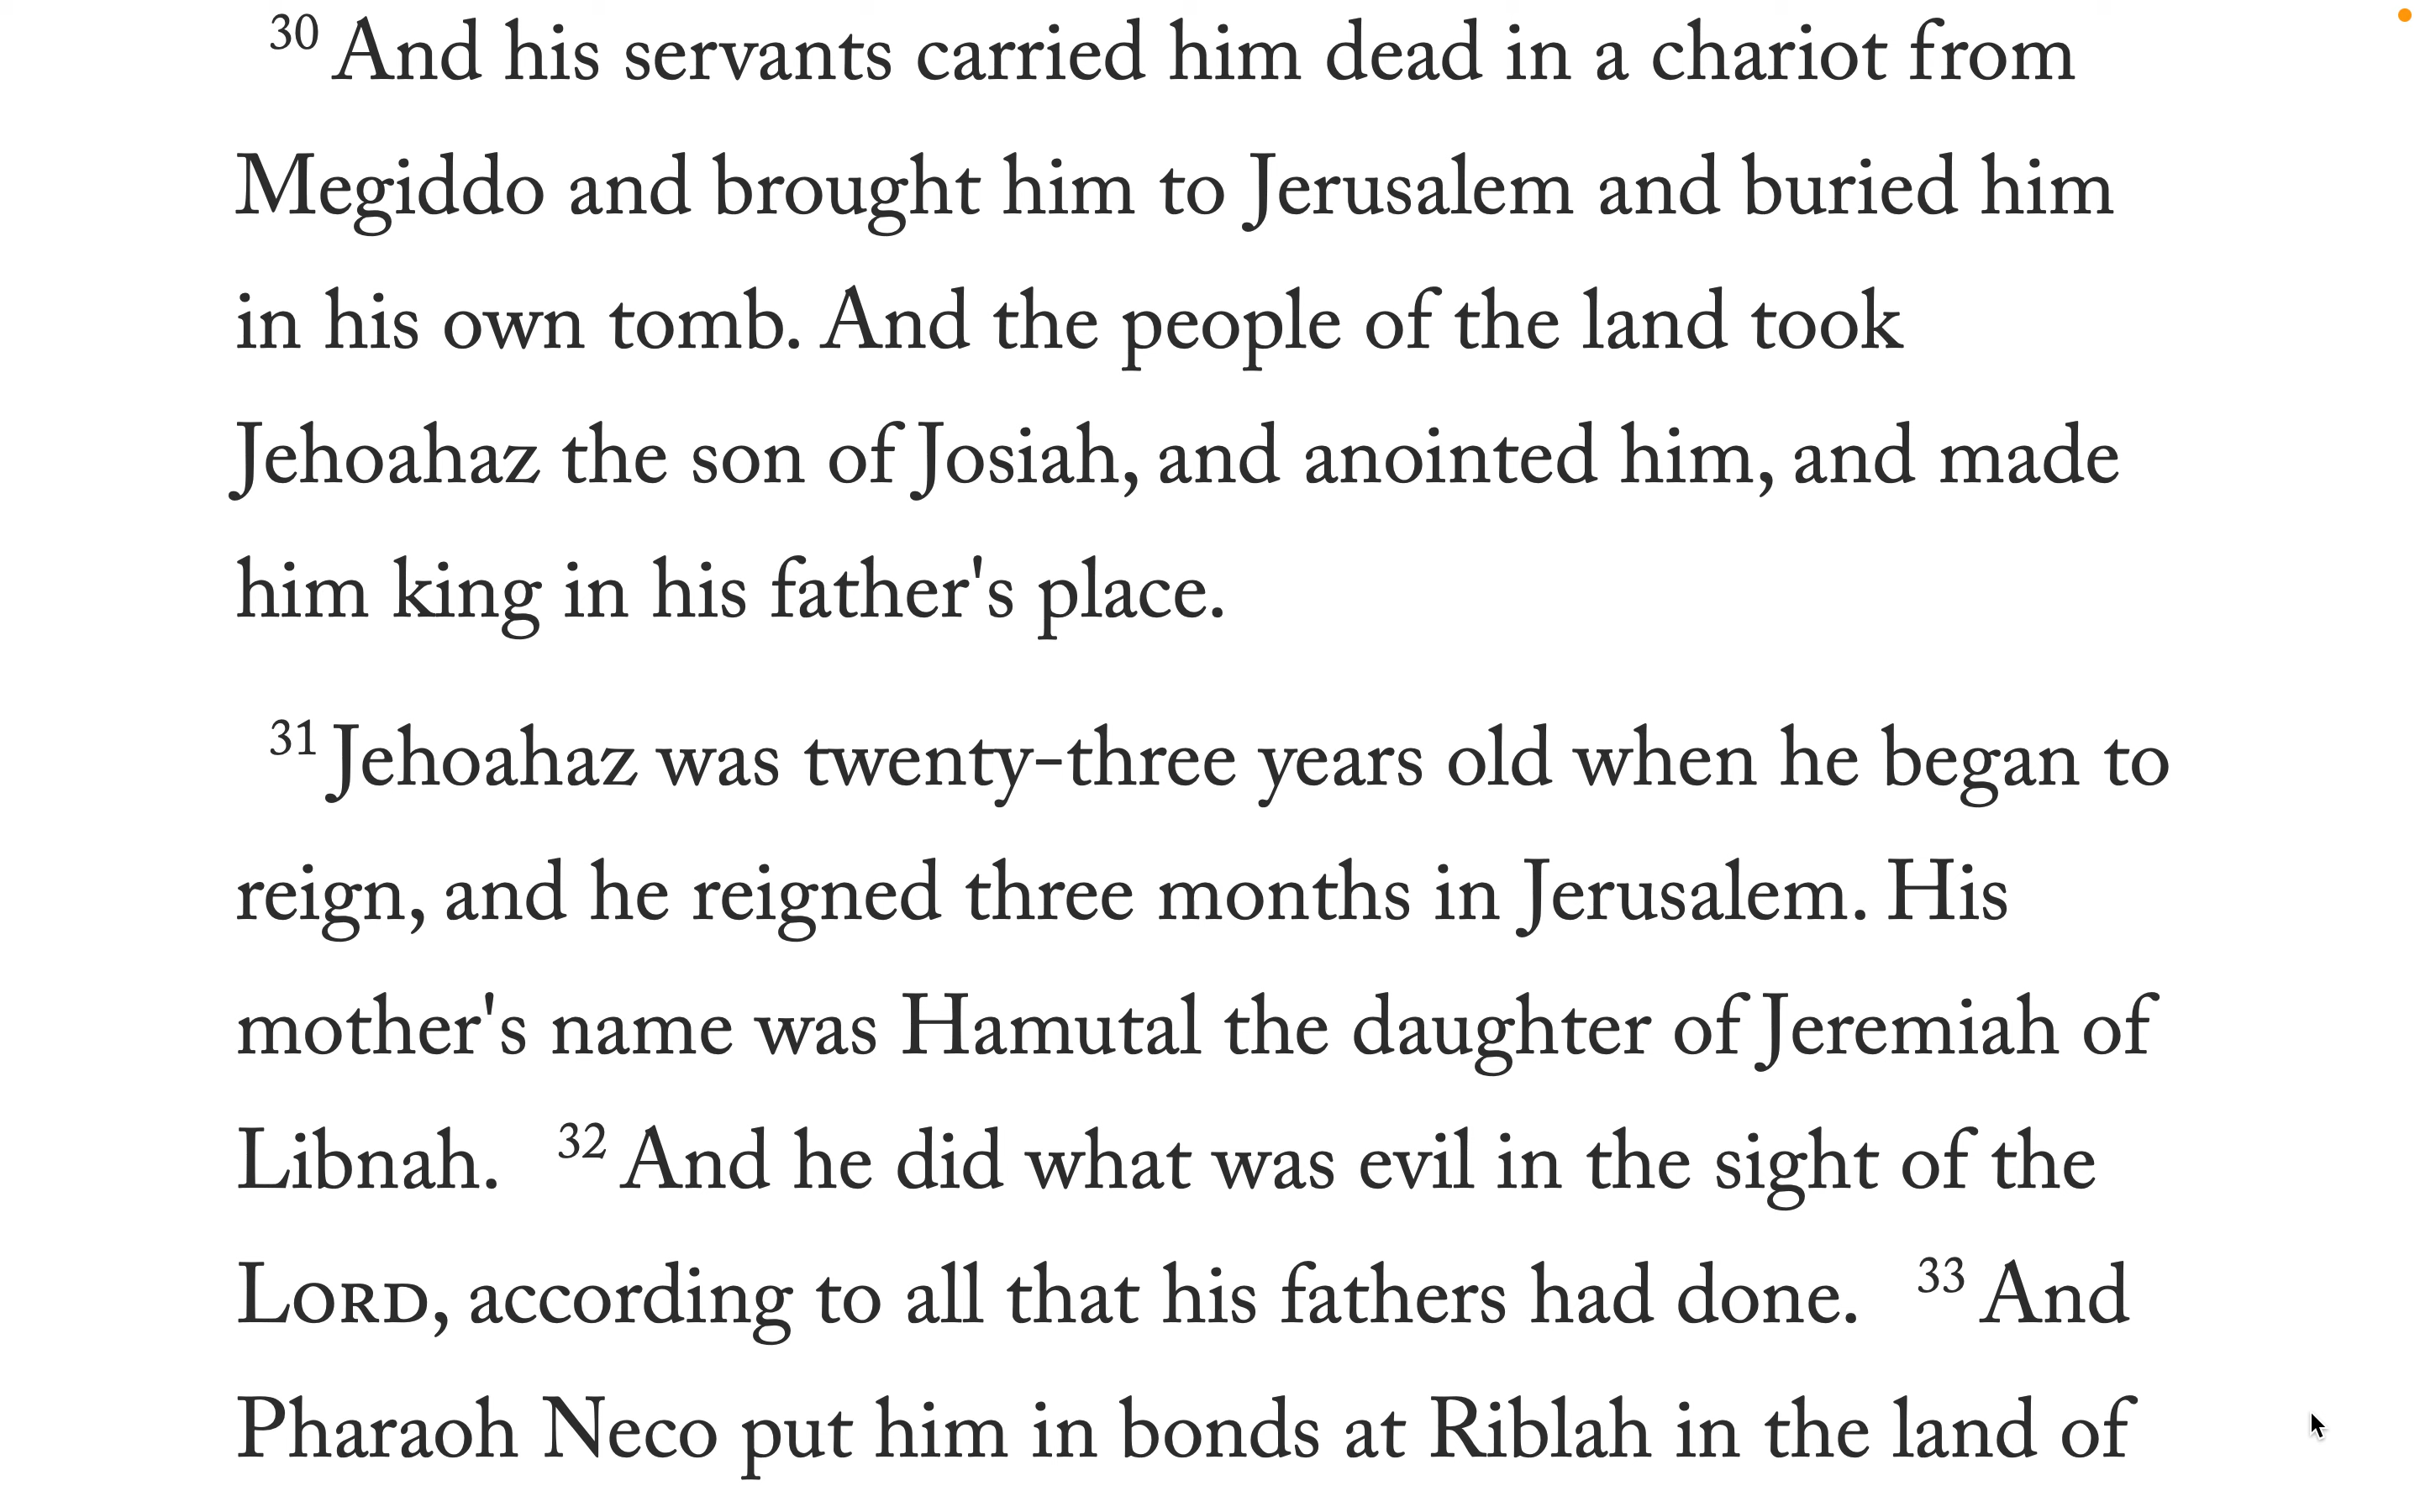 30 And his servants carried him dead in a chariot from
Megiddo and brought him to Jerusalem and buried him
in his own tomb. And the people of the land took
Jehoahaz the son of Josiah, and anointed him, and made
him king in his father's place.
31 Jehoahaz was twenty-three years old when he began to
reign, and he reigned three months in Jerusalem. His
mother's name was Hamutal the daughter of Jeremiah of
Libnah. 32 And he did what was evil in the sight of the
LORD, according to all that his fathers had done. 33 And
Pharaoh Neco put him in bonds at Riblah in the land of